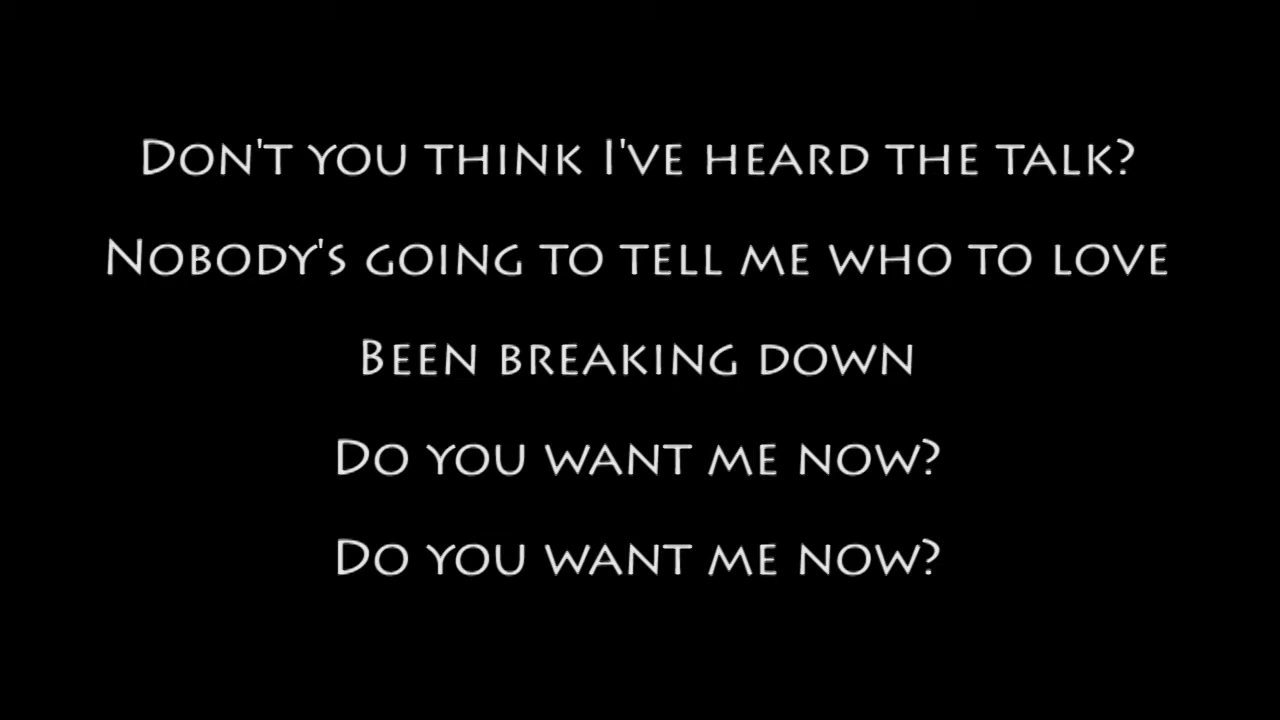 Don't you think I've heard the talk?
Nobody's going to tell me who to love
Been breaking down
Do you want me now?
Do you want me now?